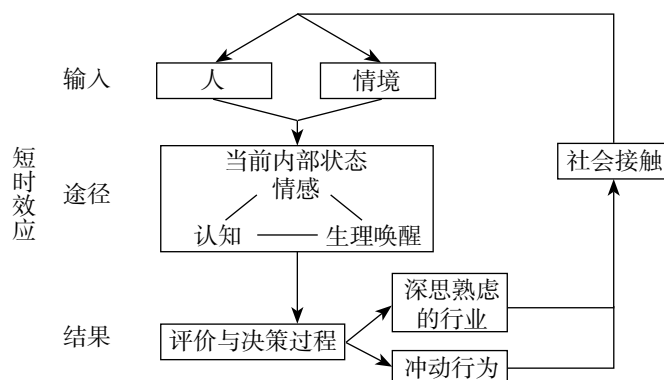 输入
人
情境
短时效应
途径
当前内部状态
情感
认知
生理唤醒
社会接触
结果
评价与决策过程
深思熟虑
的行业
冲动行为